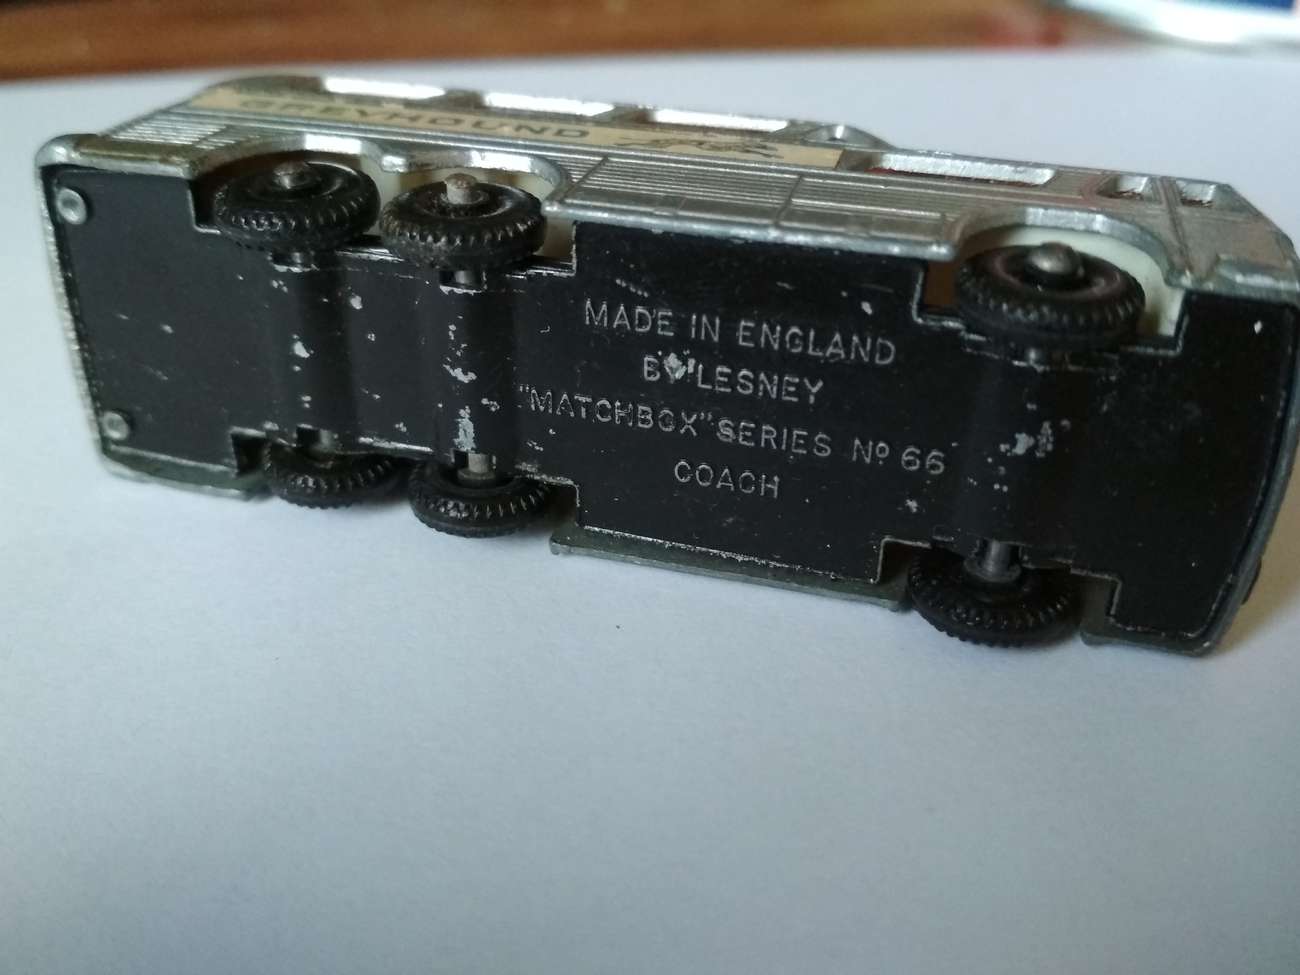 GREYHOUND
MADE IN ENGLAND
BY LESNEY
"MATCHBOX" SERIES Nº 66
COACH